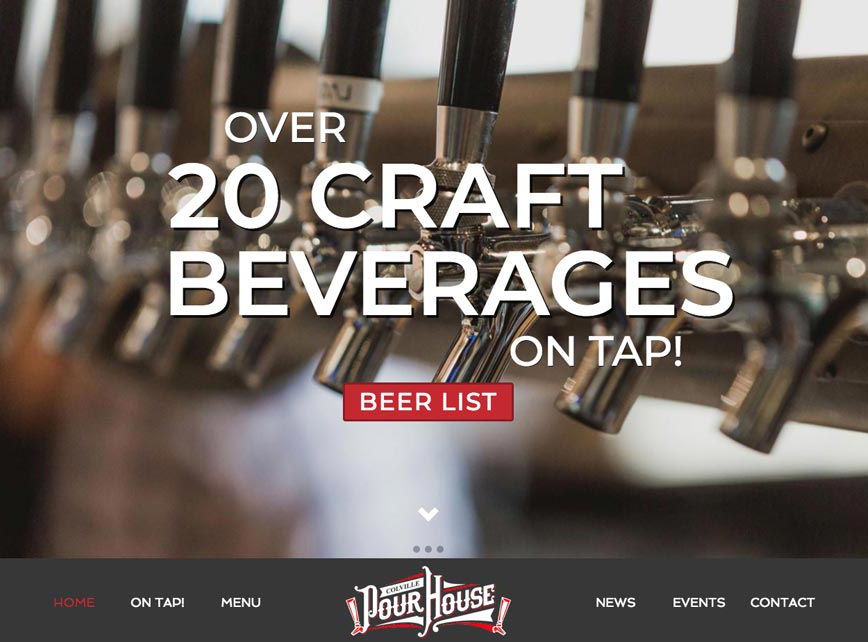 OVER
20 CRAFT
BEVERAGES
ON TAP!
BEER LIST
HOME ON TAP! MENU COLVILLE POUR HOUSE NEWS EVENTS CONTACT